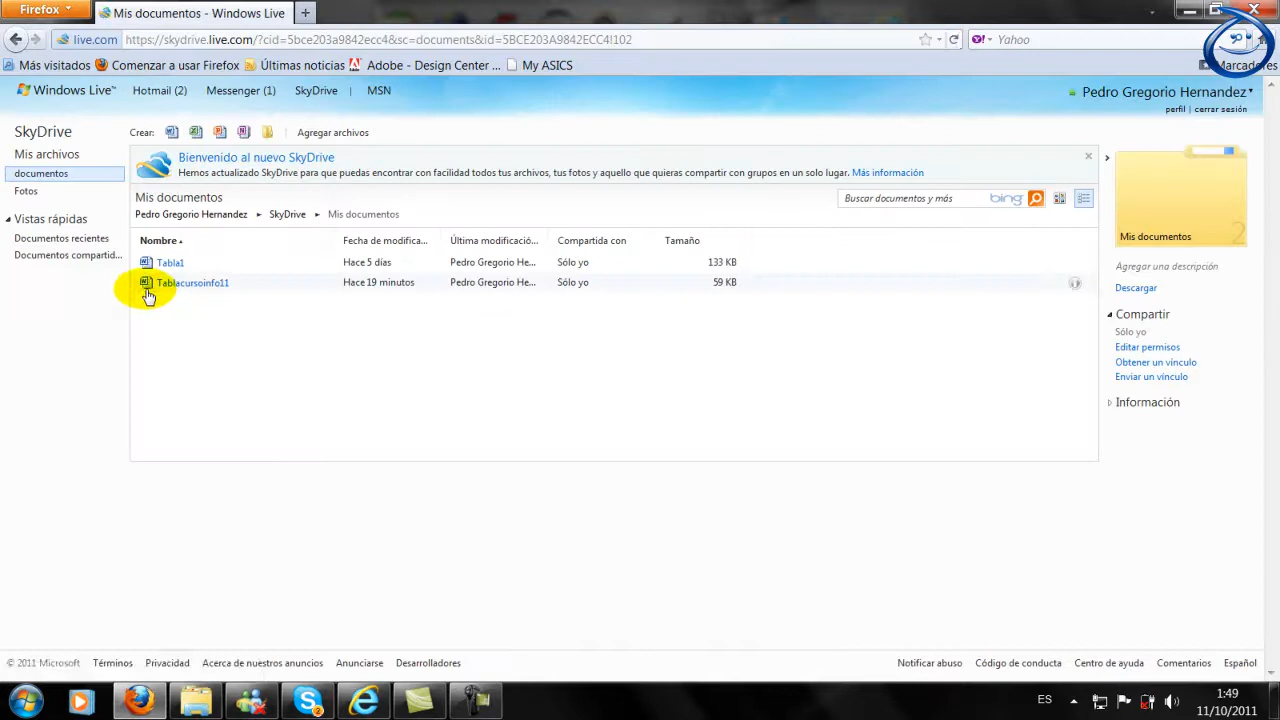 Firefox
Mis documentos - Windows Live
live.com
https://skydrive.live.com/?cid=5bce203a9842ecc4&sc=documents&id=5BCE203A9842ECC4!102
Yahoo
Más visitados
Comenzar a usar Firefox
Últimas noticias
Adobe - Design Center ...
My ASICS
Marcadores
Windows Live™
Hotmail (2)
Messenger (1)
SkyDrive
MSN
Pedro Gregorio Hernandez
perfil | cerrar sesión
SkyDrive
Crear:
Agregar archivos
Mis archivos
documentos
Fotos
Vistas rápidas
Documentos recientes
Documentos compartid...
Bienvenido al nuevo SkyDrive
Hemos actualizado SkyDrive para que puedas encontrar con facilidad todos tus archivos, tus fotos y aquello que quieras compartir con grupos en un solo lugar. Más información
Mis documentos
Buscar documentos y más
bing
Pedro Gregorio Hernandez ► SkyDrive ► Mis documentos
Nombre
Fecha de modifica...
Última modificació...
Compartida con
Tamaño
Tabla1
Hace 5 días
Pedro Gregorio He...
Sólo yo
133 KB
Tablacursoinfo11
Hace 19 minutos
Pedro Gregorio He...
Sólo yo
59 KB
Mis documentos
2
Agregar una descripción
Descargar
Compartir
Sólo yo
Editar permisos
Obtener un vínculo
Enviar un vínculo
Información
© 2011 Microsoft
Términos
Privacidad
Acerca de nuestros anuncios
Anunciarse
Desarrolladores
Notificar abuso
Código de conducta
Centro de ayuda
Comentarios
Español
ES
1:49
11/10/2011